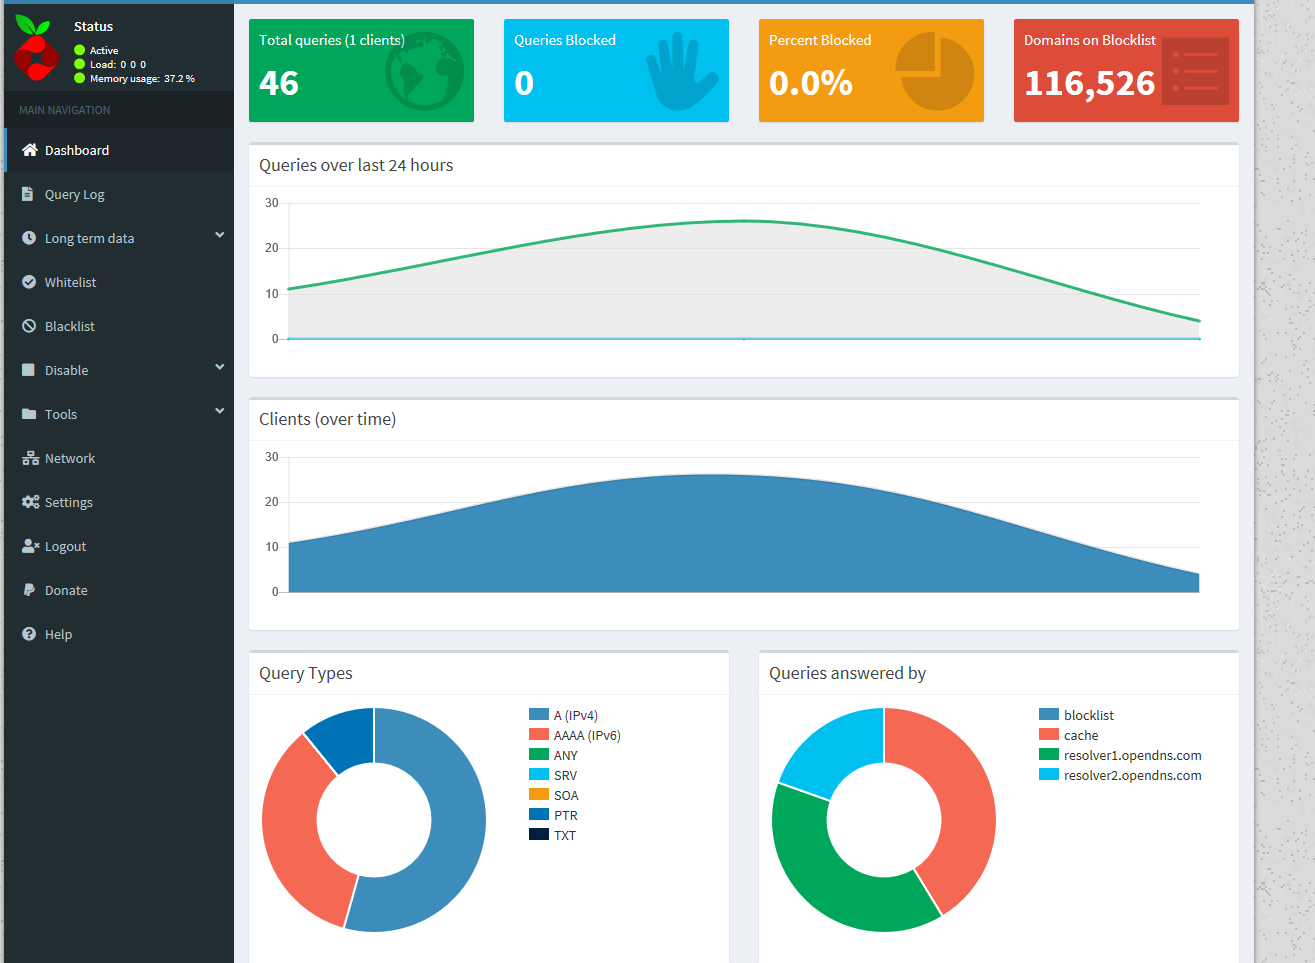 Status
Active
Load: 0 0 0
Memory usage: 37.2 %
MAIN NAVIGATION
Dashboard
Query Log
Long term data
Whitelist
Blacklist
Disable
Tools
Network
Settings
Logout
Donate
Help
Total queries (1 clients)
46
Queries Blocked
0
Percent Blocked
0.0%
Domains on Blocklist
116,526
Queries over last 24 hours
30
20
10
0
Clients (over time)
30
20
10
0
Query Types
A (IPv4)
AAAA (IPv6)
ANY
SRV
SOA
PTR
TXT
Queries answered by
blocklist
cache
resolver1.opendns.com
resolver2.opendns.com